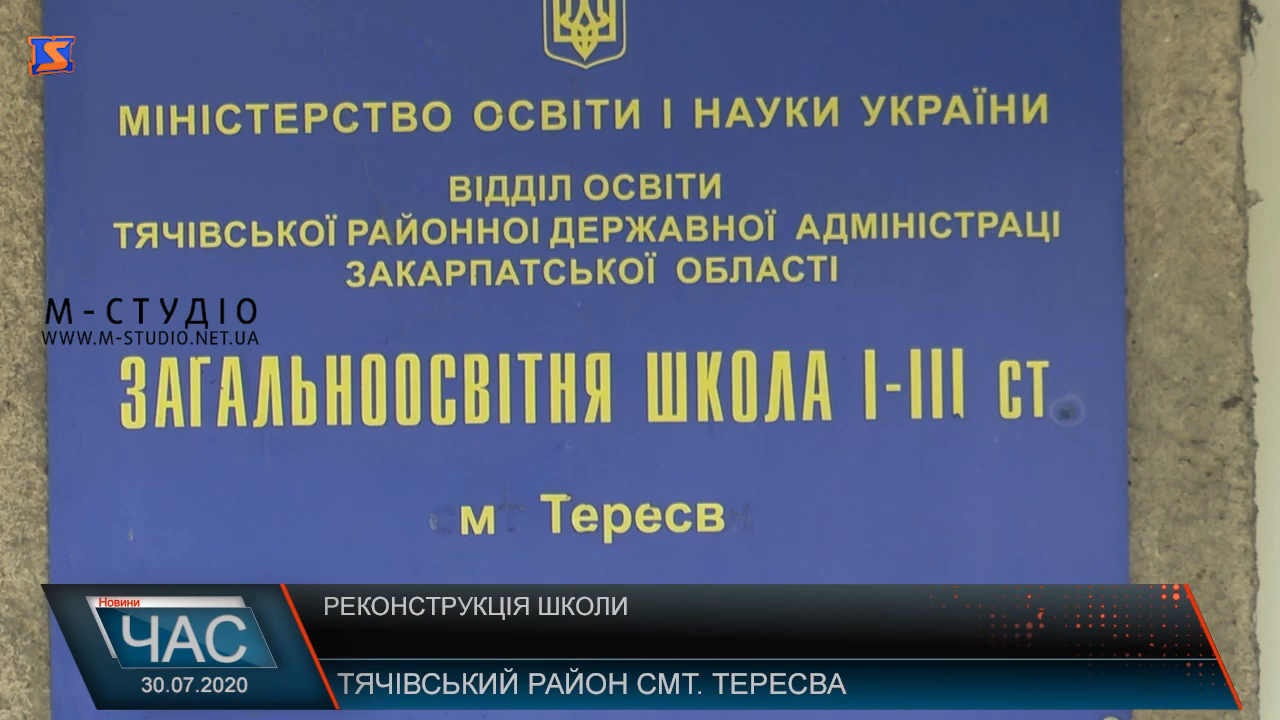 МІНІСТЕРСТВО ОСВІТИ І НАУКИ УКРАЇНИ
ВІДДІЛ ОСВІТИ
ТЯЧІВСЬКОЇ РАЙОННОІ ДЕРЖАВНОЇ АДМІНІСТРАЦІ
ЗАКАРПАТСЬКОЇ ОБЛАСТІ
М-СТУДІО
WWW.M-STUDIO.NET.UA
ЗАГАЛЬНООСВІТНЯ ШКОЛА І-ІІІ СТ
м Тересв
Новини
ЧАС
30.07.2020
РЕКОНСТРУКЦІЯ ШКОЛИ
ТЯЧІВСЬКИЙ РАЙОН СМТ. ТЕРЕСВА